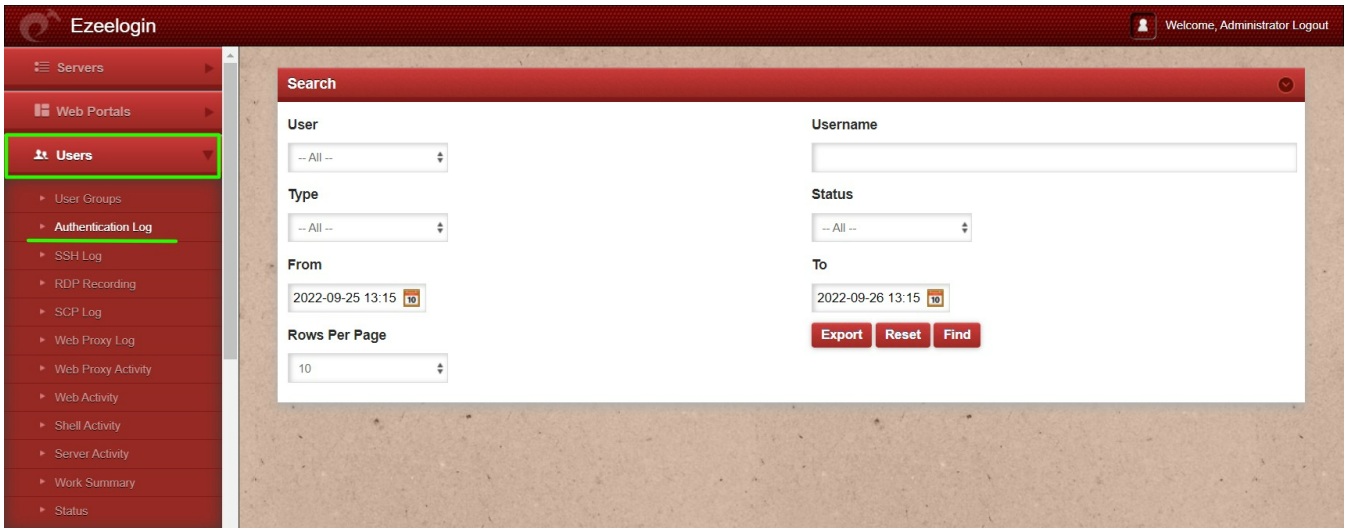 Ezeelogin
Welcome, Administrator Logout
Servers
Web Portals
Users
User Groups
Authentication Log
SSH Log
RDP Recording
SCP Log
Web Proxy Log
Web Proxy Activity
Web Activity
Shell Activity
Server Activity
Work Summary
Status
Search
User
Username
-- All --
Type
Status
-- All --
-- All --
From
To
2022-09-25 13:15 10
2022-09-26 13:15 10
Rows Per Page
Export Reset Find
10